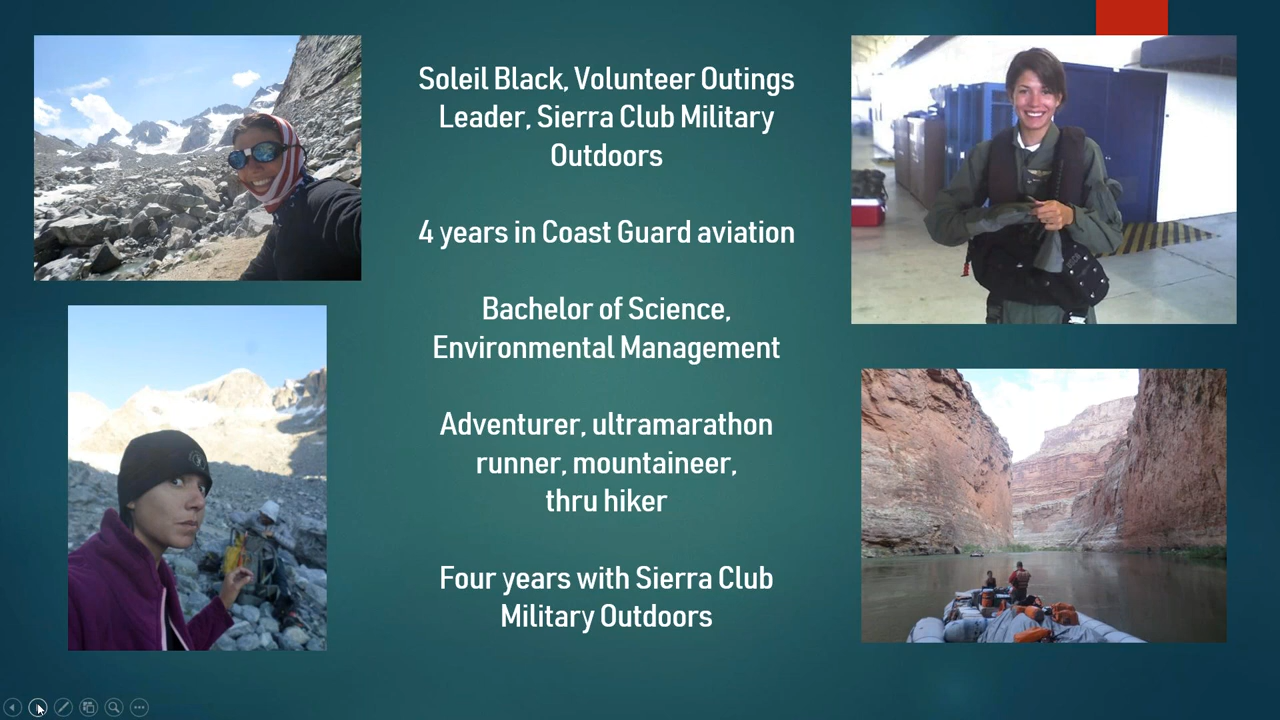 Soleil Black, Volunteer Outings
Leader, Sierra Club Military
Outdoors
4 years in Coast Guard aviation
Bachelor of Science,
Environmental Management
Adventurer, ultramarathon
runner, mountaineer,
thru hiker
Four years with Sierra Club
Military Outdoors